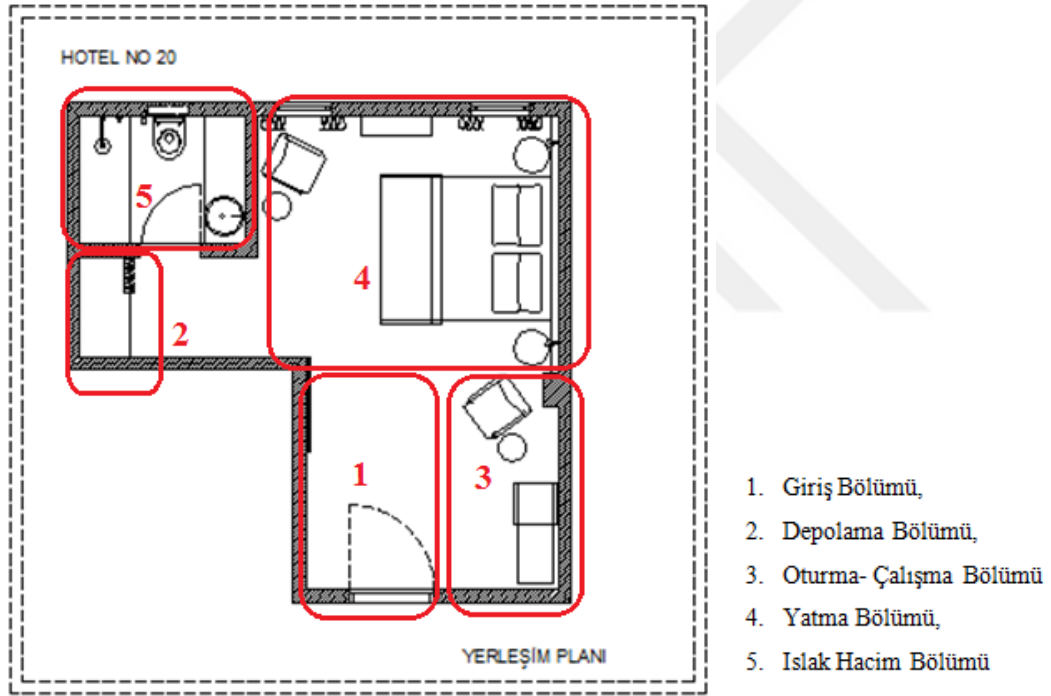 HOTEL NO 20
5
4
2
1
3
YERLEŞİM PLANI
1. Giriş Bölümü,
2. Depolama Bölümü,
3. Oturma- Çalışma Bölümü
4. Yatma Bölümü,
5. Islak Hacim Bölümü